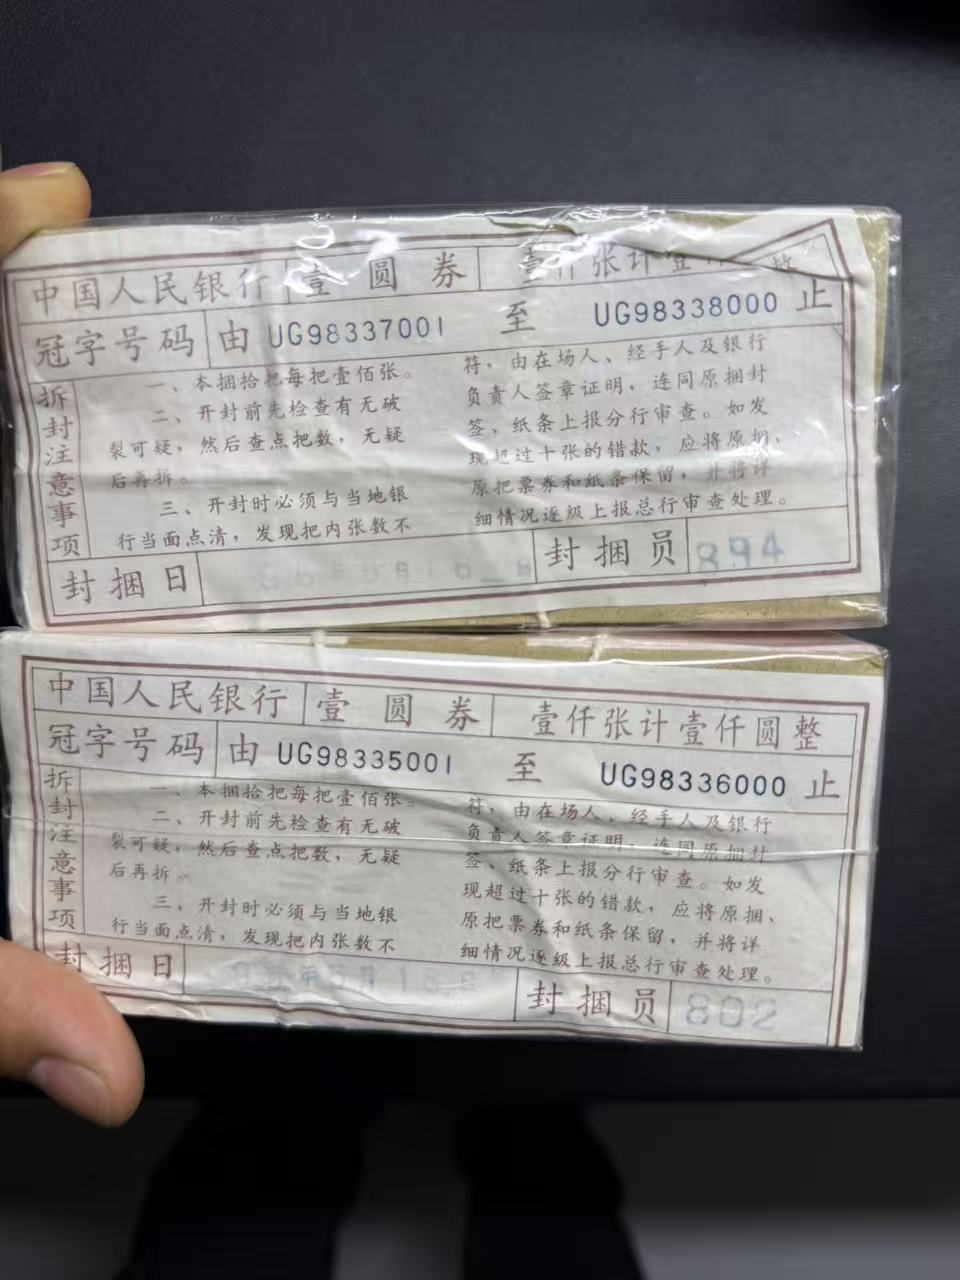 中国人民银行 壹圆券 壹仟张计壹
冠字号码 由 UG98337001 至 UG98338000 止
拆封注意事项
一、本捆拾把每把壹佰张。
二、开封前先检查有无破
裂可疑，然后查点把数，无疑
后再拆。
三、开封时必须与当地银
行当面点清，发现把内张数不
符，由在场人、经手人及银行
负责人签章证明，连同原捆封
签、纸条上报分行审查。如发
现超过十张的错款，应将原捆、
原把票券和纸条保留，并将详
细情况逐级上报总行审查处理。
封捆日 封捆员 894
中国人民银行 壹圆券 壹仟张计壹仟圆整
冠字号码 由 UG98335001 至 UG98336000 止
拆封注意事项
一、本捆拾把每把壹佰张。
二、开封前先检查有无破
裂可疑，然后查点把数，无疑
后再拆。
三、开封时必须与当地银
行当面点清，发现把内张数不
符，由在场人、经手人及银行
负责人签章证明，连同原捆封
签、纸条上报分行审查。如发
现超过十张的错款，应将原捆、
原把票券和纸条保留，并将详
细情况逐级上报总行审查处理。
封捆日 封捆员 802